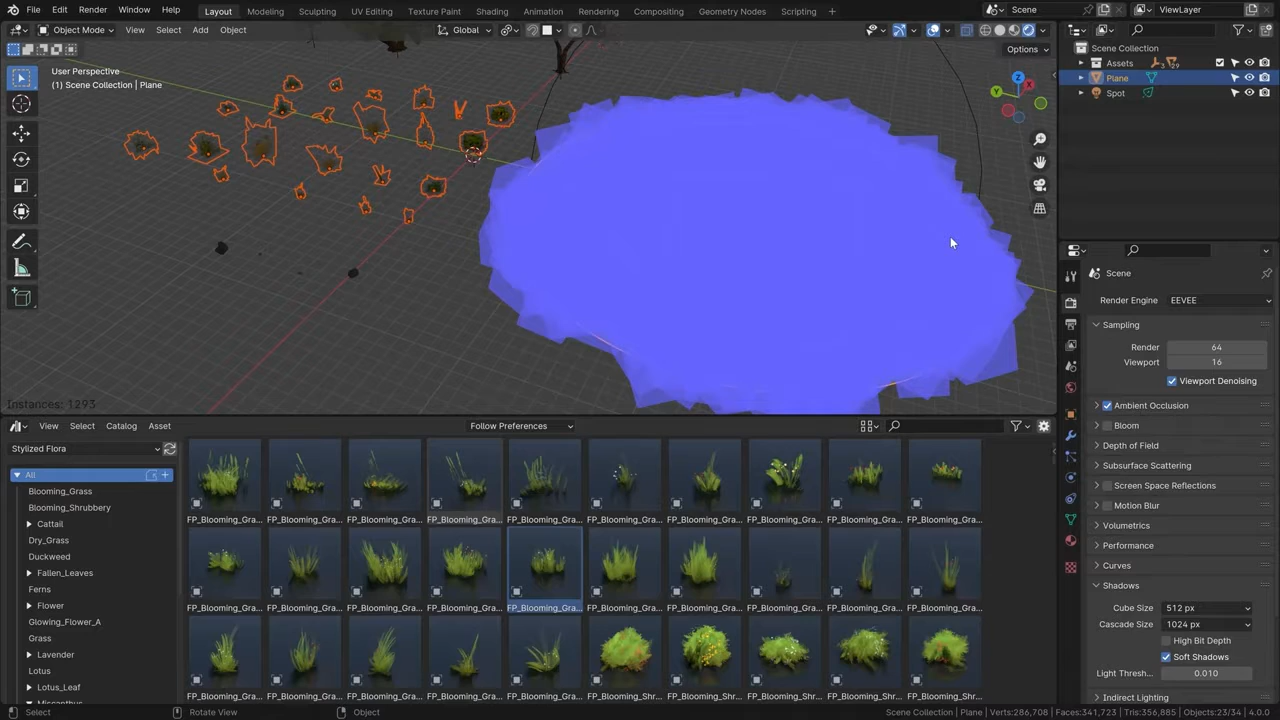 File Edit Render Window Help Layout Modeling Sculpting UV Editing Texture Paint Shading Animation Rendering Compositing Geometry Nodes Scripting + Scene ViewLayer
Object Mode View Select Add Object Global
Options
User Perspective
(1) Scene Collection | Plane
Z
X
Y
Scene Collection
Assets 3 29
Plane
Spot
Scene
Render Engine EEVEE
Sampling
Render 64
Viewport 16
Viewport Denoising
Ambient Occlusion
Bloom
Depth of Field
Subsurface Scattering
Screen Space Reflections
Motion Blur
Volumetrics
Performance
Curves
Shadows
Cube Size 512 px
Cascade Size 1024 px
High Bit Depth
Soft Shadows
Light Thresh... 0.010
Indirect Lighting
Instances: 1293
View Select Catalog Asset Follow Preferences
Stylized Flora
All
Blooming_Grass
Blooming_Shrubbery
Cattail
Dry_Grass
Duckweed
Fallen_Leaves
Ferns
Flower
Glowing_Flower_A
Grass
Lavender
Lotus
Lotus_Leaf
Miscanthus
FP_Blooming_Gra... FP_Blooming_Gra... FP_Blooming_Gra... FP_Blooming_Gra... FP_Blooming_Gra... FP_Blooming_Gra... FP_Blooming_Gra... FP_Blooming_Gra... FP_Blooming_Gra... FP_Blooming_Gra...
FP_Blooming_Gra... FP_Blooming_Gra... FP_Blooming_Gra... FP_Blooming_Gra... FP_Blooming_Gra... FP_Blooming_Gra... FP_Blooming_Gra... FP_Blooming_Gra... FP_Blooming_Gra... FP_Blooming_Gra...
FP_Blooming_Gra... FP_Blooming_Gra... FP_Blooming_Gra... FP_Blooming_Gra... FP_Blooming_Gra... FP_Blooming_Shr... FP_Blooming_Shr... FP_Blooming_Shr... FP_Blooming_Shr... FP_Blooming_Shr...
Select Rotate View Object Scene Collection | Plane | Verts:286,708 | Faces:341,723 | Tris:356,885 | Objects:23/34 | 4.0.0